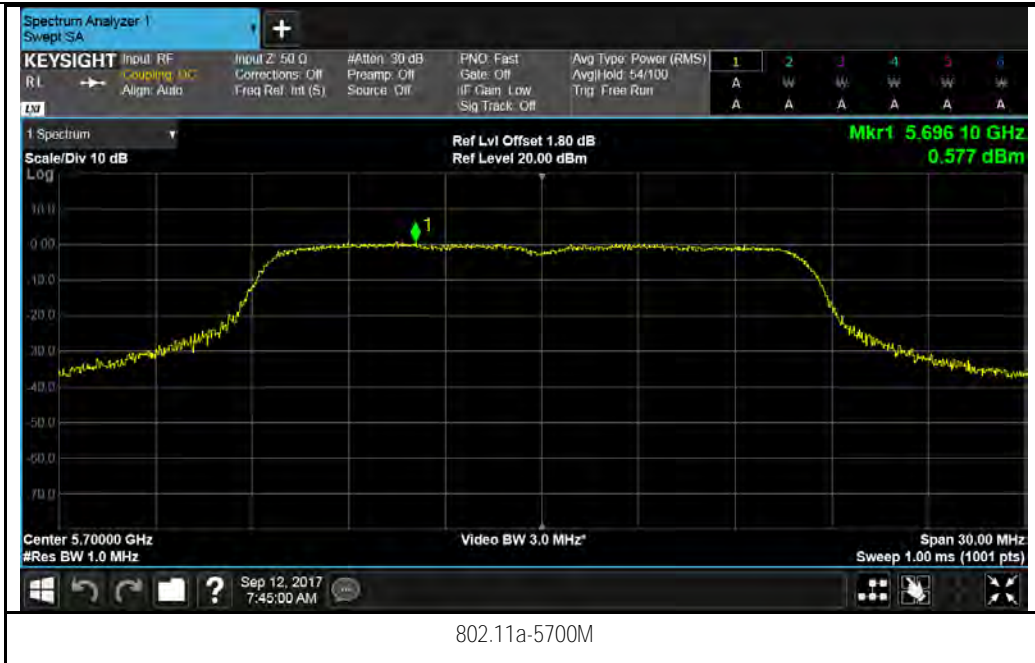 Spectrum Analyzer 1
Swept SA
+
KEYSIGHT
RL
LXI
Input: RF
Coupling: DC
Align: Auto
Input Z: 50 Ω
Corrections: Off
Freq Ref: Int (S)
#Atten: 30 dB
Preamp: Off
Source: Off
PNO: Fast
Gate: Off
IF Gain: Low
Sig Track: Off
Avg Type: Power (RMS)
Avg|Hold: 54/100
Trig: Free Run
1 2 3 4 5 6
A W W W W W
A A A A A A
1 Spectrum
Scale/Div 10 dB
Log
Ref Lvl Offset 1.80 dB
Ref Level 20.00 dBm
Mkr1 5.696 10 GHz
0.577 dBm
1
10.0
0.00
-10.0
-20.0
-30.0
-40.0
-50.0
-60.0
-70.0
Center 5.70000 GHz
#Res BW 1.0 MHz
Video BW 3.0 MHz*
Span 30.00 MHz
Sweep 1.00 ms (1001 pts)
?
Sep 12, 2017
7:45:00 AM
802.11a-5700M